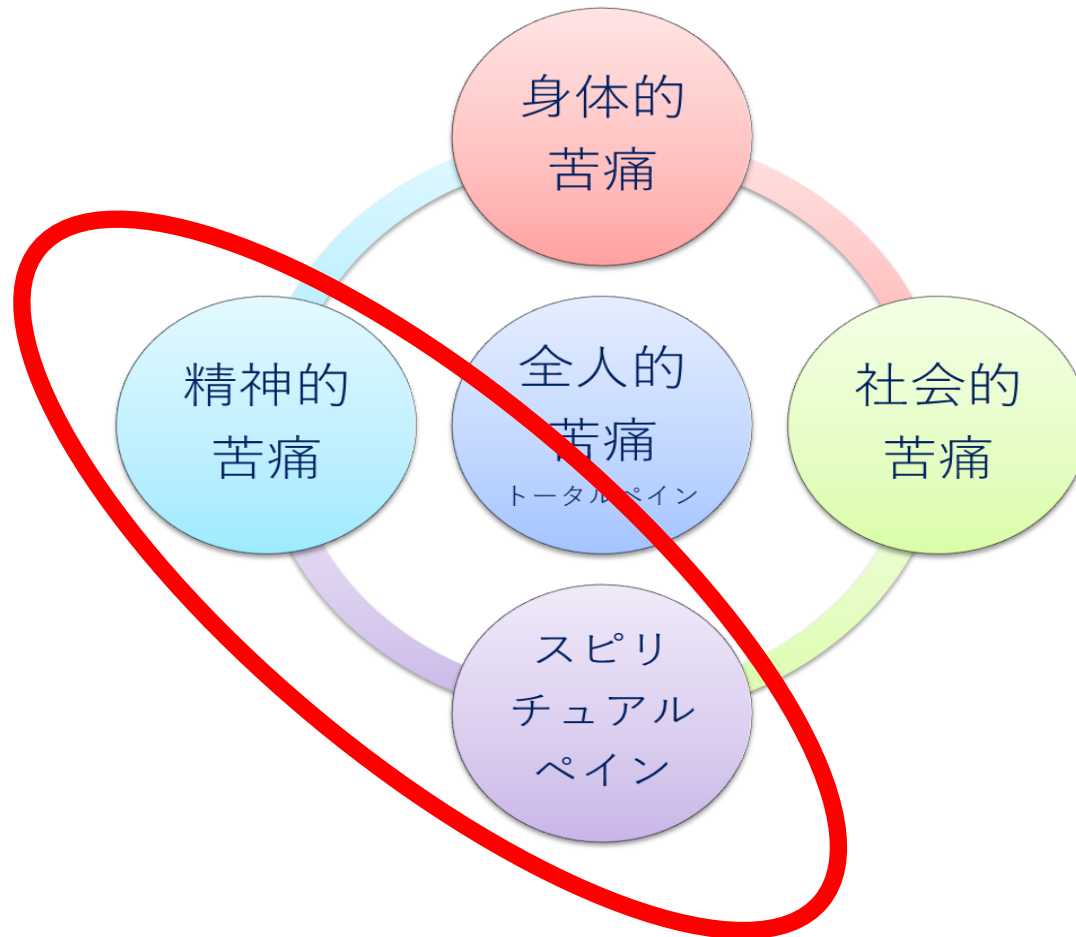 身体的
苦痛
精神的
苦痛
全人的
苦痛
トータルペイン
社会的
苦痛
スピリ
チュアル
ペイン